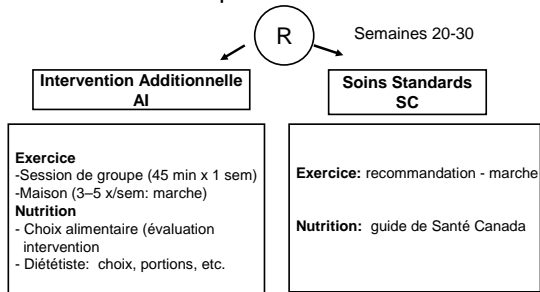 R
Semaines 20-30
Intervention Additionnelle
AI
Soins Standards
SC
Exercice
-Session de groupe (45 min x 1 sem)
-Maison (3–5 x/sem: marche)
Nutrition
- Choix alimentaire (évaluation
intervention
- Diététiste: choix, portions, etc.
Exercice: recommandation - marche
Nutrition: guide de Santé Canada